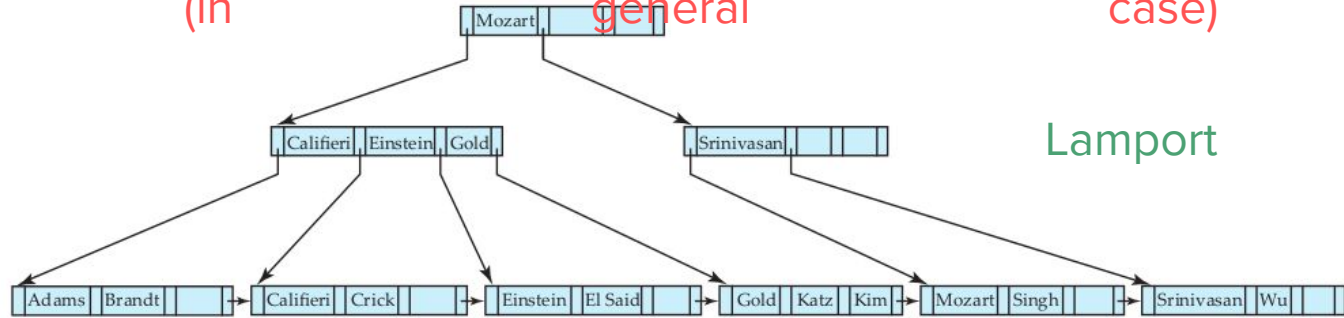 (in general case)
Mozart
Califieri Einstein Gold Srinivasan
Lamport
Adams Brandt Califieri Crick Einstein El Said Gold Katz Kim Mozart Singh Srinivasan Wu